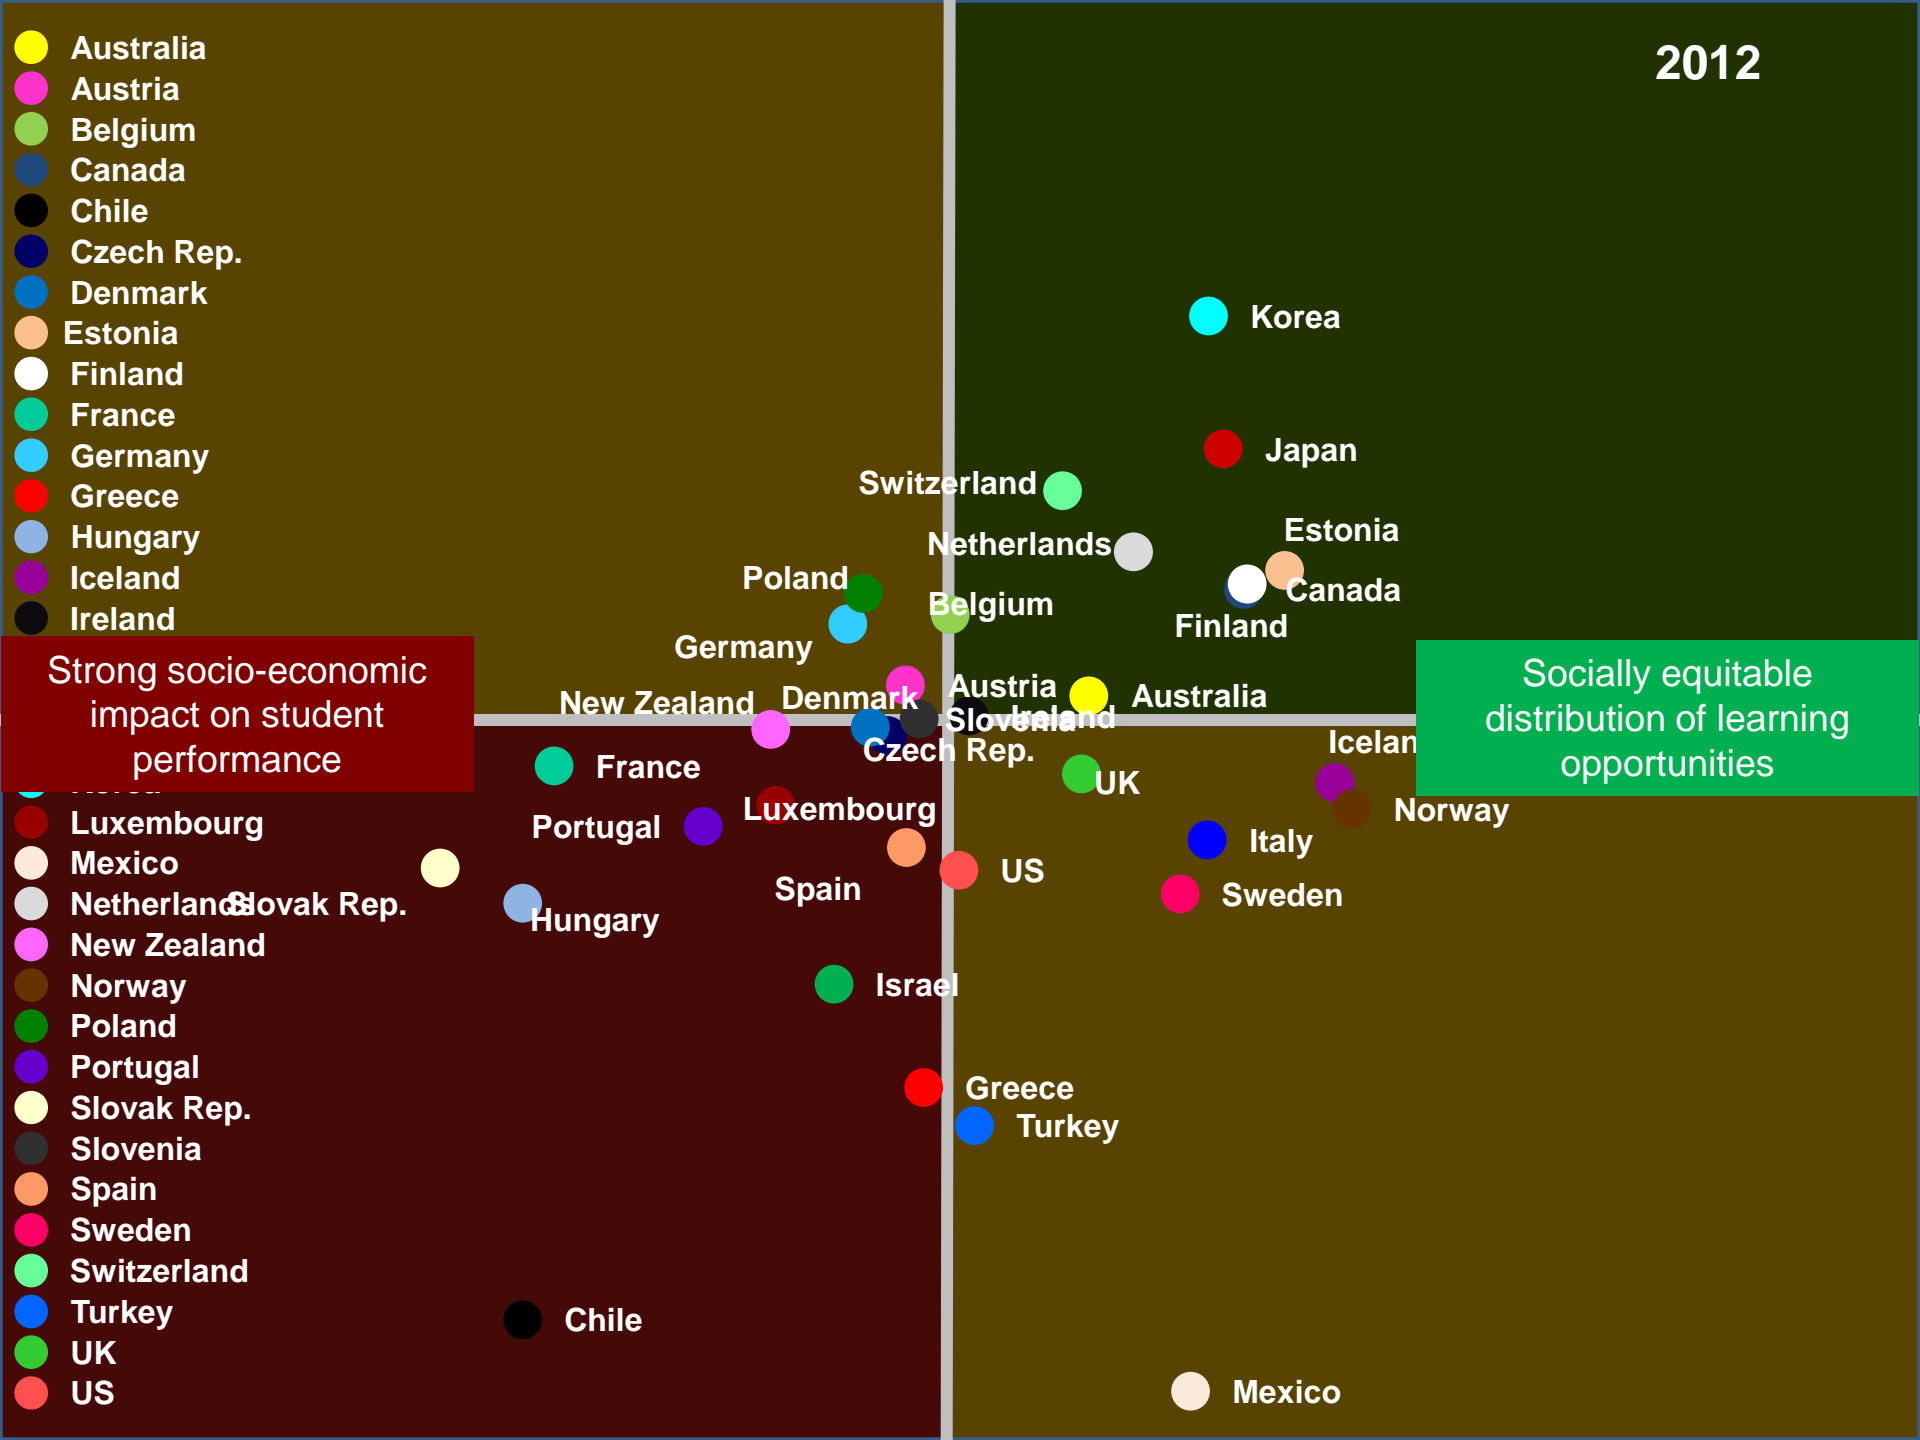 Australia
Austria
Belgium
Canada
Chile
Czech Rep.
Denmark
Estonia
Finland
France
Germany
Greece
Hungary
Iceland
Ireland
Luxembourg
Mexico
Netherlands
New Zealand
Norway
Poland
Portugal
Slovak Rep.
Slovenia
Spain
Sweden
Switzerland
Turkey
UK
US
2012
Korea
Japan
Switzerland
Estonia
Netherlands
Poland
Canada
Belgium
Finland
Germany
Austria
Australia
New Zealand
Denmark
Ireland
Slovenia
Czech Rep.
Icelan
France
UK
Luxembourg
Norway
Portugal
Italy
US
Spain
Sweden
Slovak Rep.
Hungary
Israel
Greece
Turkey
Chile
Mexico
Strong socio-economic
impact on student
performance
Socially equitable
distribution of learning
opportunities